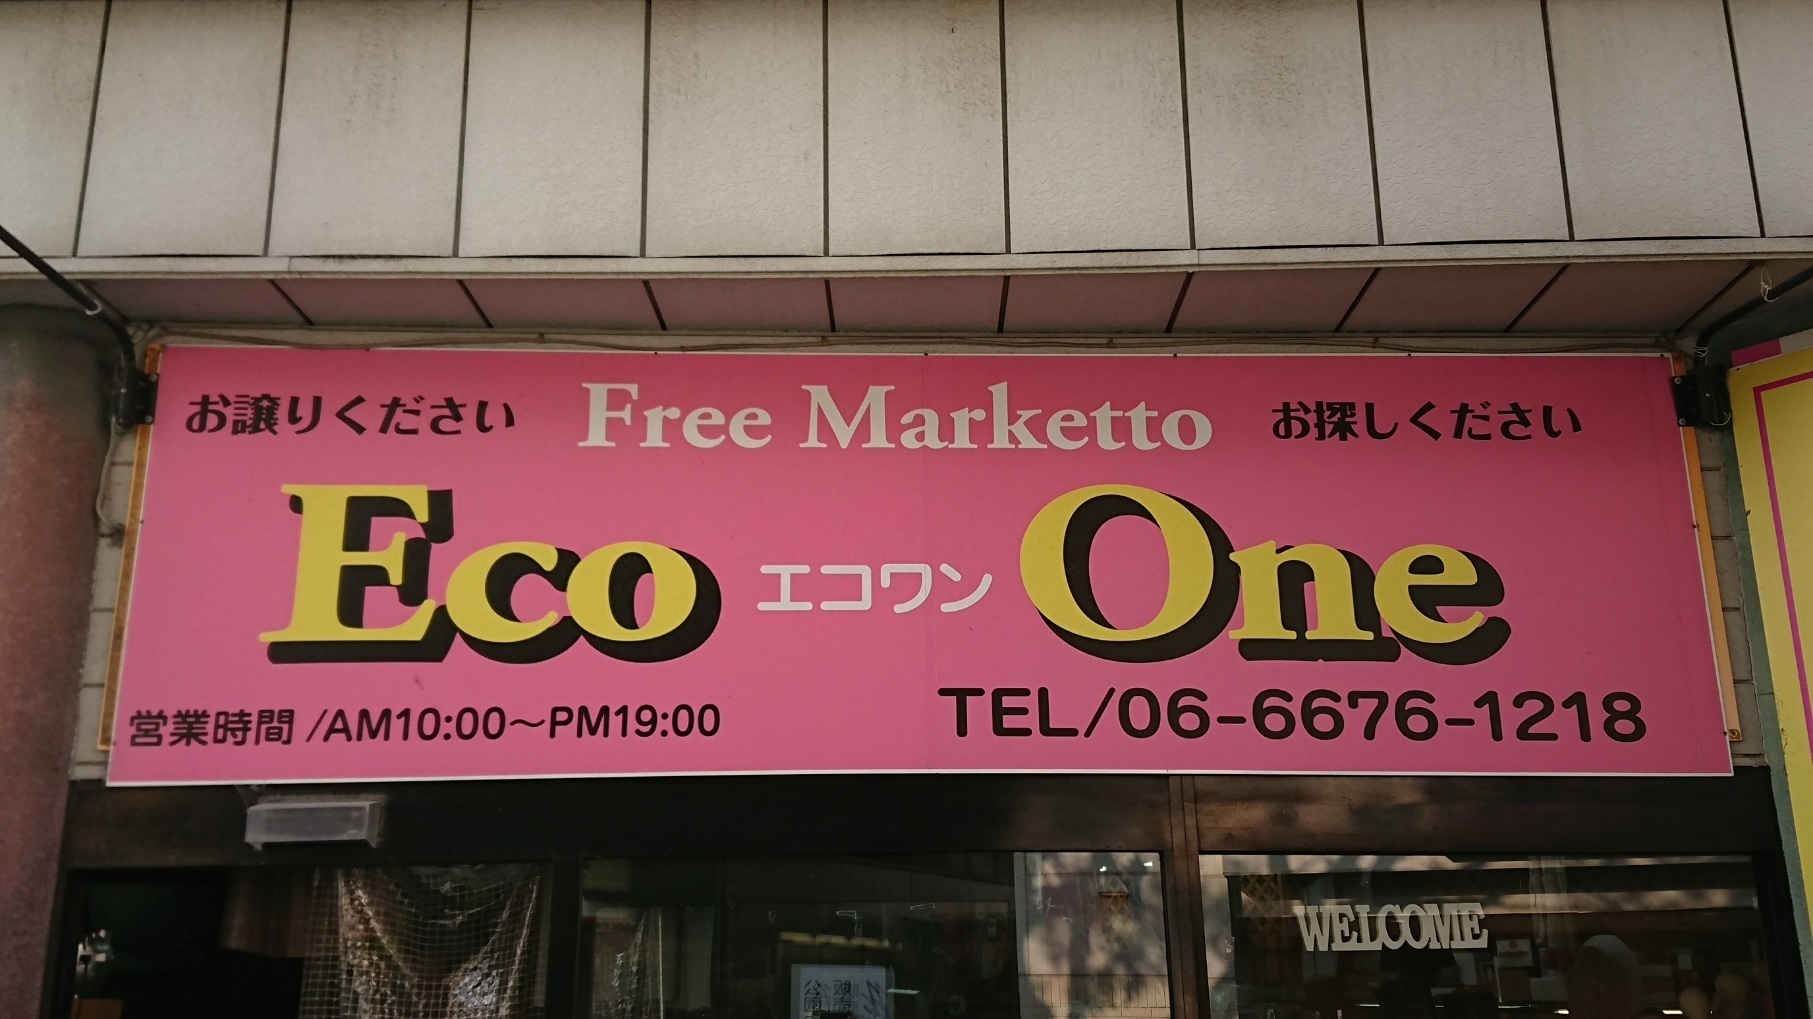 お譲りください Free Marketto お探しください
Eco エコワン One
営業時間 /AM10:00～PM19:00 TEL/06-6676-1218
WELCOME